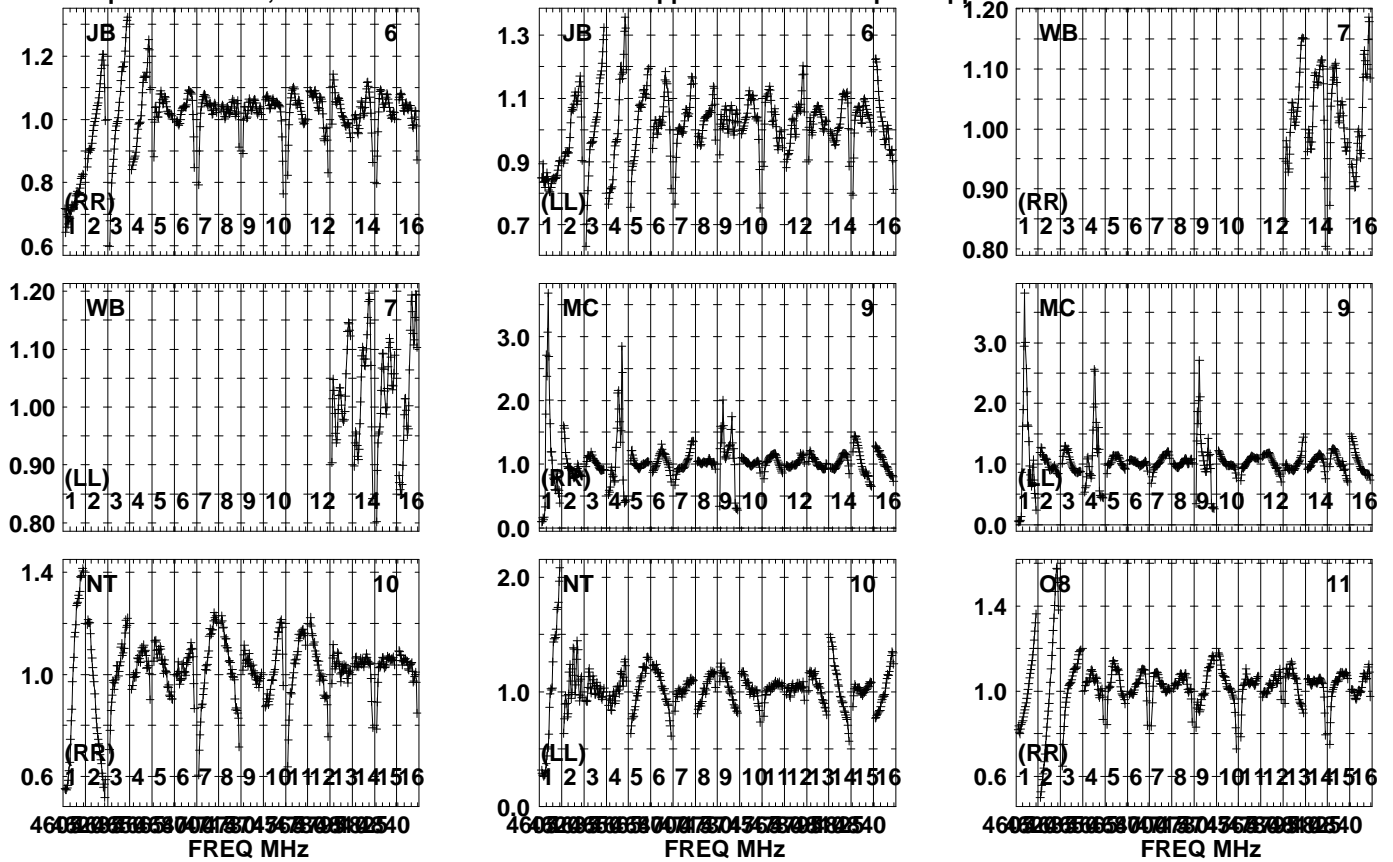 JB 6
1.2
1.0
0.8
0.6
(RR)
1 2 3 4 5 6 7 8 9 10 12 14 16
JB 6
1.3
1.1
0.9
0.7
(LL)
1 2 3 4 5 6 7 8 9 10 12 14 16
WB 7
1.20
1.10
1.00
0.90
0.80
(RR)
1 2 3 4 5 6 7 8 9 10 12 14 16
WB 7
1.20
1.10
1.00
0.90
0.80
(LL)
1 2 3 4 5 6 7 8 9 10 12 14 16
MC 9
3.0
2.0
1.0
0.0
(RR)
1 2 3 4 5 6 7 8 9 10 12 14 16
MC 9
3.0
2.0
1.0
0.0
(LL)
1 2 3 4 5 6 7 8 9 10 12 14 16
NT 10
1.4
1.0
0.6
(RR)
1 2 3 4 5 6 7 8 9 10 11 12 13 14 15 16
FREQ MHz
NT 10
2.0
1.0
0.0
(LL)
1 2 3 4 5 6 7 8 9 10 11 12 13 14 15 16
FREQ MHz
O8 11
1.4
1.0
0.6
(RR)
1 2 3 4 5 6 7 8 9 10 11 12 13 14 15 16
FREQ MHz